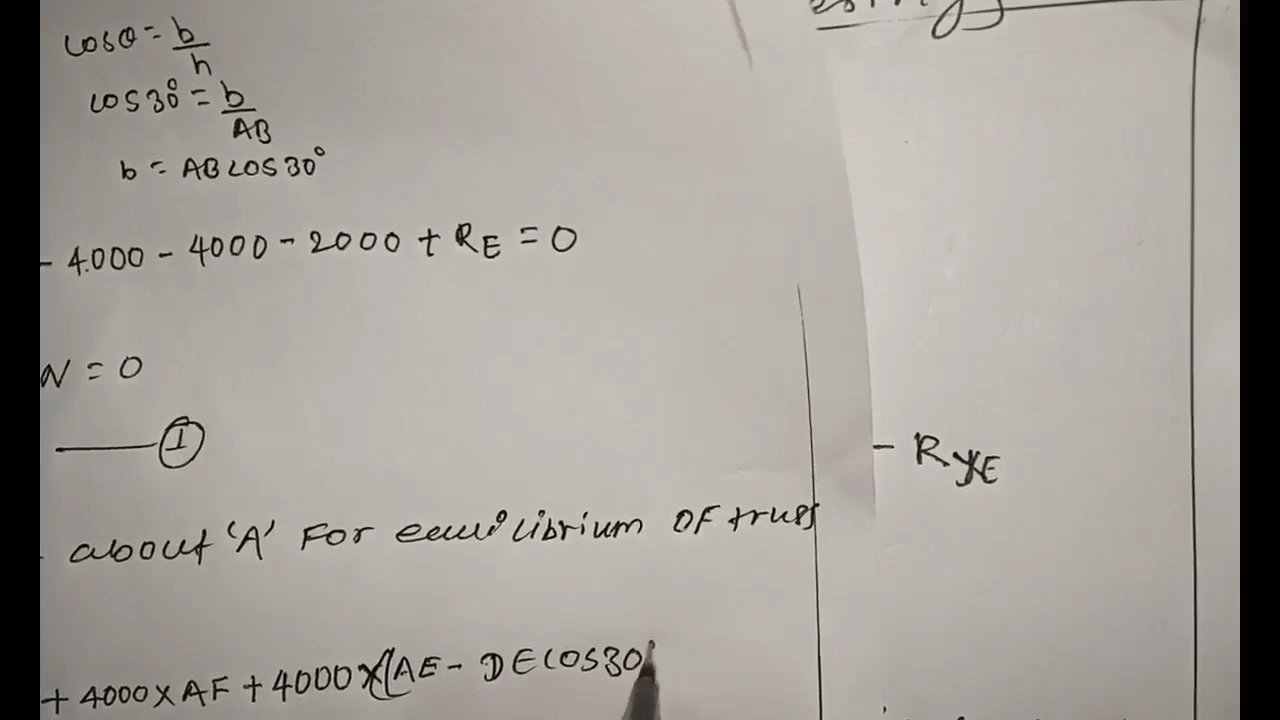 cosθ = b/h
cos30° = b/AB
b = AB cos30°
- 4000 - 4000 - 2000 + RE = 0
N = 0
①
- RyE
about 'A' For equilibrium OF truss
+ 4000 x AF + 4000 x (AE - DE cos30